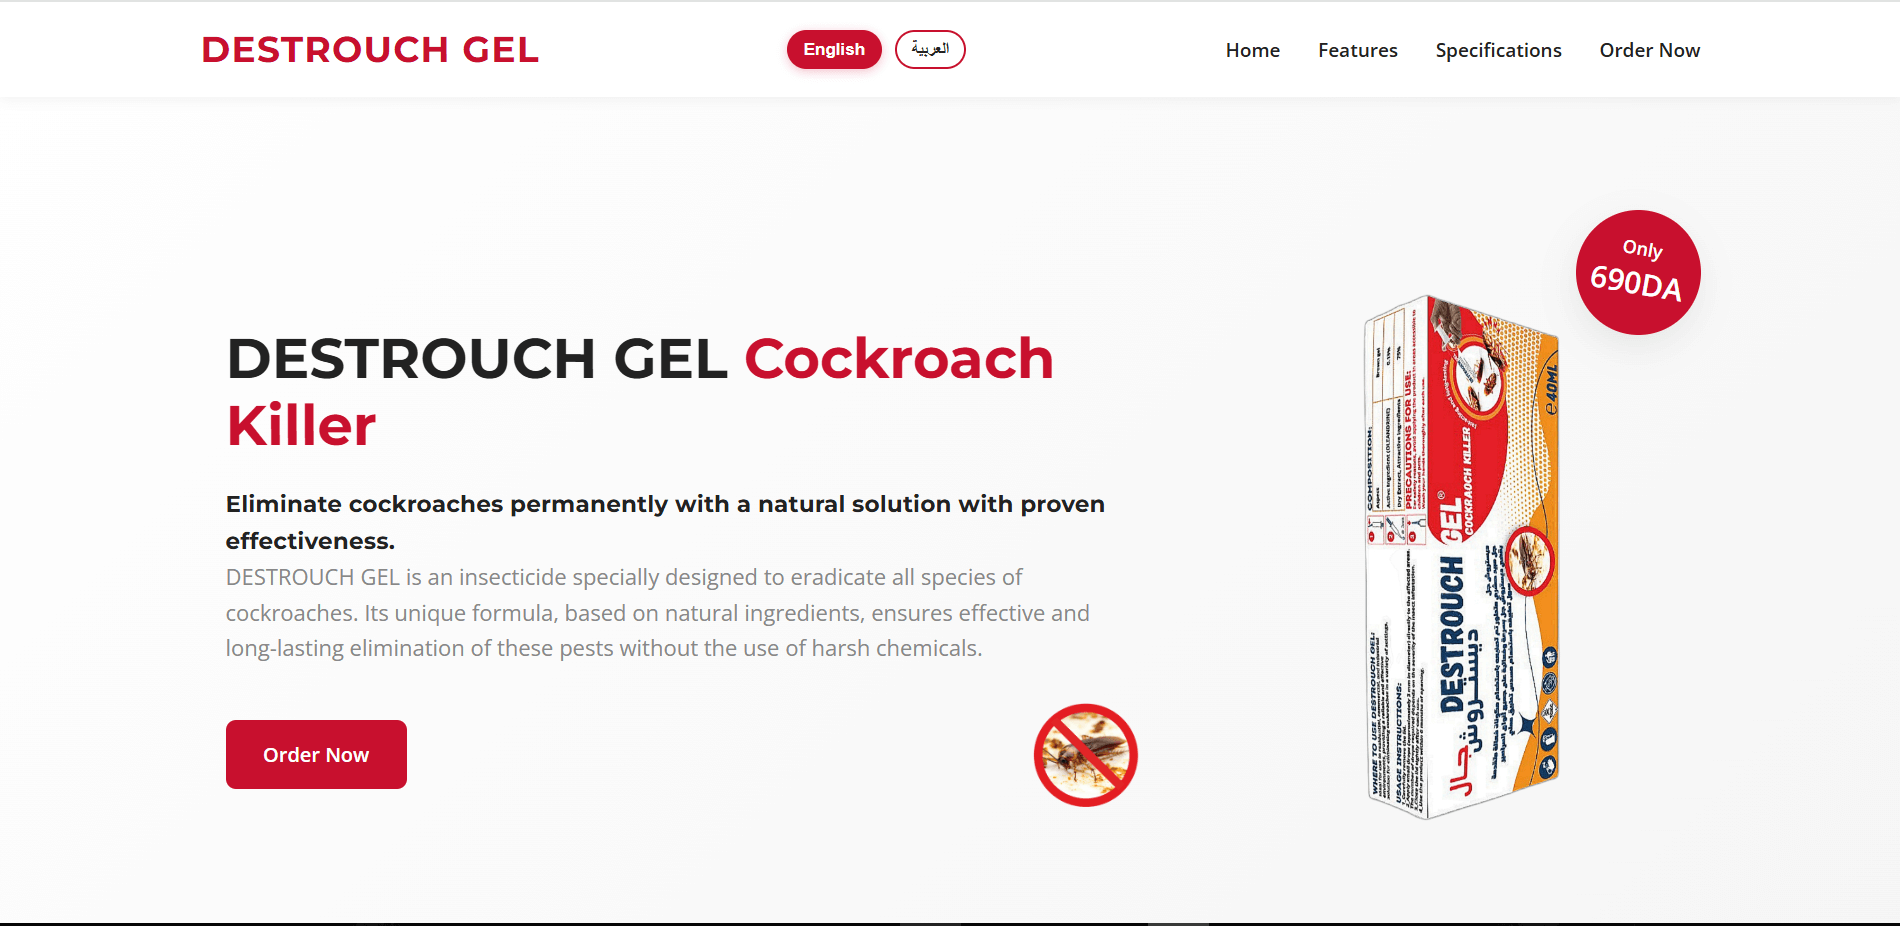 DESTROUCH GEL
English
العربية
Home
Features
Specifications
Order Now
Only
690DA
DESTROUCH GEL Cockroach
Killer
Eliminate cockroaches permanently with a natural solution with proven
effectiveness.
DESTROUCH GEL is an insecticide specially designed to eradicate all species of
cockroaches. Its unique formula, based on natural ingredients, ensures effective and
long-lasting elimination of these pests without the use of harsh chemicals.
Order Now
COMPOSITION:
PRECAUTIONS FOR USE:
WHERE TO USE DESTROUCH GEL:
USAGE INSTRUCTIONS:
DESTROUCH GEL®
COCKRAOCH KILLER
ديستروش جال
e 40ML